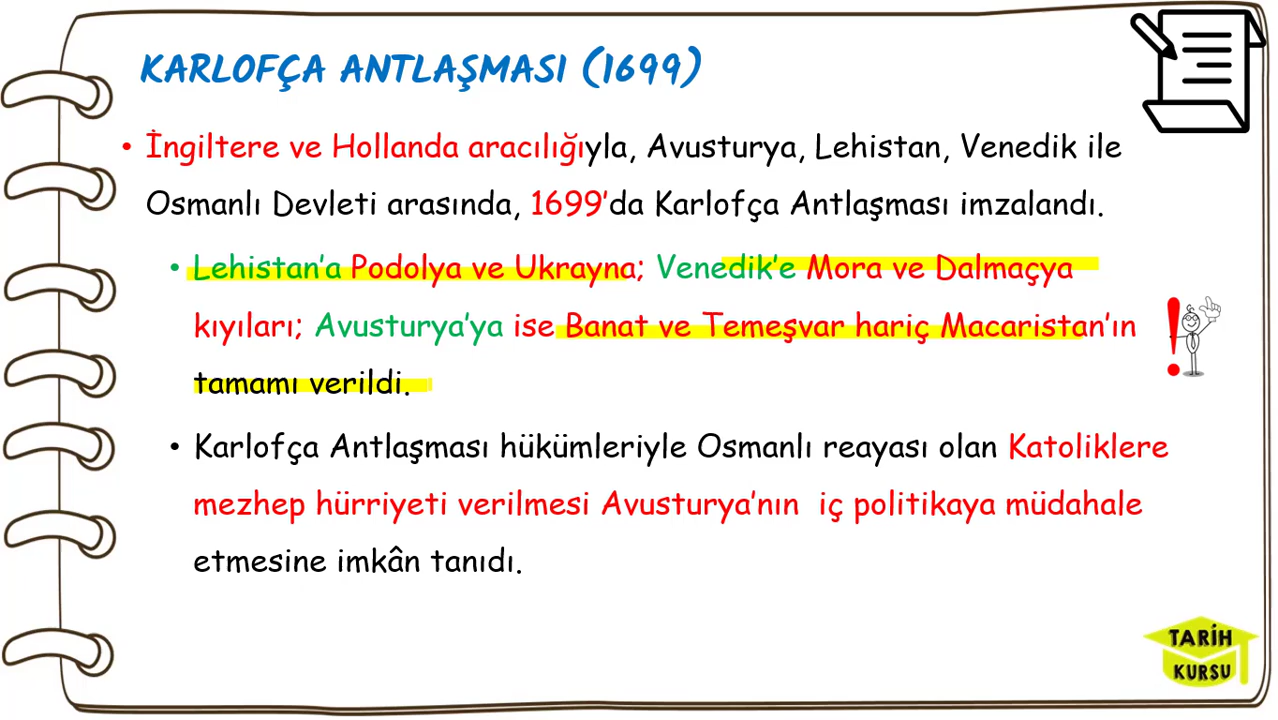 KARLOFÇA ANTLAŞMASI (1699)
• İngiltere ve Hollanda aracılığıyla, Avusturya, Lehistan, Venedik ile
Osmanlı Devleti arasında, 1699’da Karlofça Antlaşması imzalandı.
• Lehistan’a Podolya ve Ukrayna; Venedik’e Mora ve Dalmaçya
kıyıları; Avusturya’ya ise Banat ve Temeşvar hariç Macaristan’ın
tamamı verildi.
• Karlofça Antlaşması hükümleriyle Osmanlı reayası olan Katoliklere
mezhep hürriyeti verilmesi Avusturya’nın iç politikaya müdahale
etmesine imkân tanıdı.
TARİH
KURSU